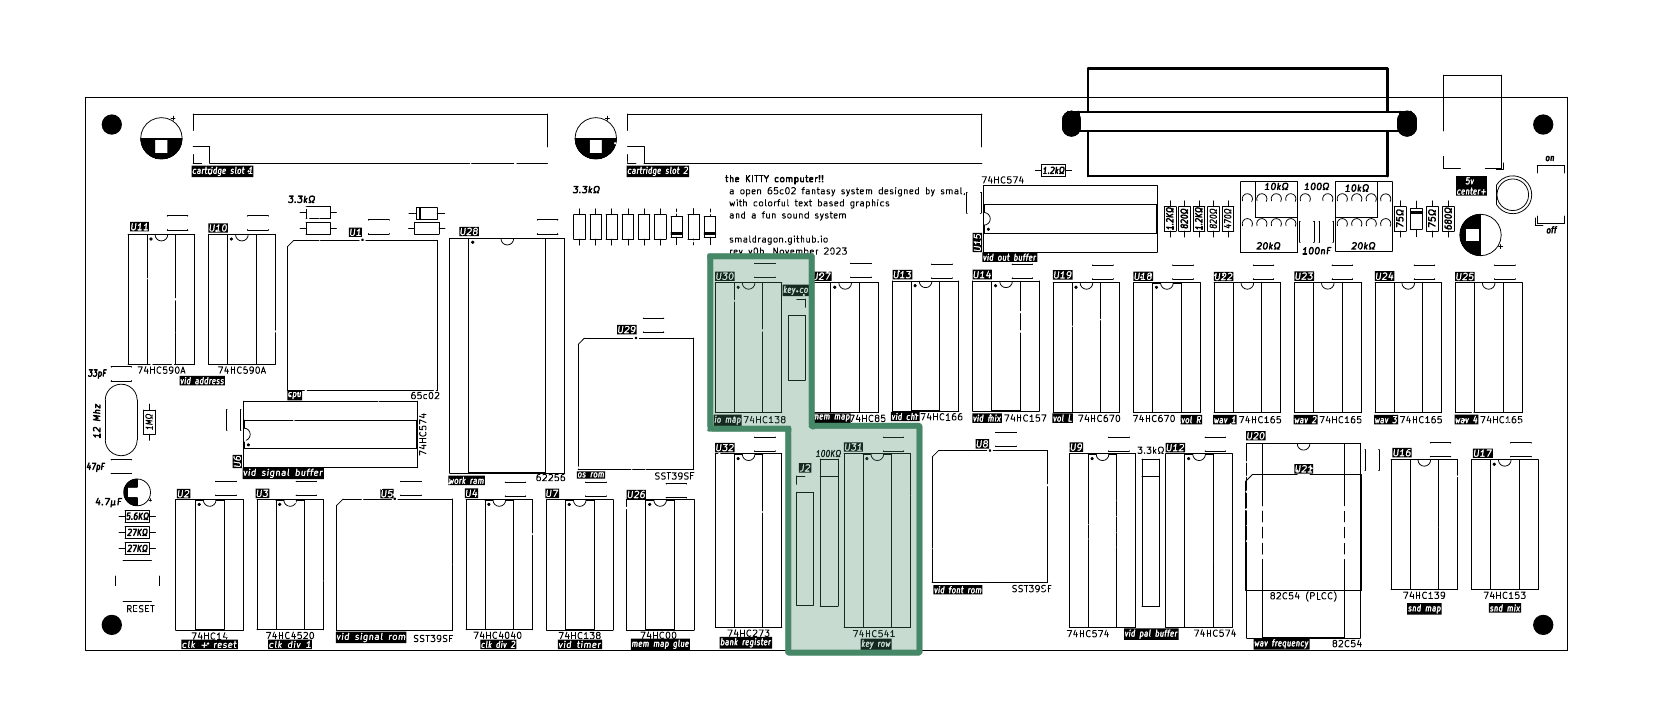 cartridge slot 1
cartridge slot 2
the KITTY computer!!
a open 65c02 fantasy system designed by smal,
with colorful text based graphics
and a fun sound system
smaldragon.github.io
rev v0b, November 2023
1.2kΩ
74HC574
U15
vid out buffer
1.2KΩ
820Ω
1.2KΩ
820Ω
470Ω
10kΩ
100Ω
10kΩ
20kΩ
100nF
20kΩ
75Ω
75Ω
680Ω
5v
center+
on
off
3.3kΩ
3.3kΩ
U11
74HC590A
U10
74HC590A
vid address
U1
cpu
65c02
U28
work ram
62256
U29
os rom
SST39SF
U30
key.co
io map
74HC138
U27
mem map
74HC85
U13
vid chr
74HC166
U14
vid mix
74HC157
U19
vol L
74HC670
U18
74HC670
vol R
U22
wav 1
74HC165
U23
wav 2
74HC165
U24
wav 3
74HC165
U25
wav 4
74HC165
33pF
12 Mhz
1MΩ
47pF
4.7µF
5.6KΩ
27KΩ
27KΩ
RESET
U6
74HC574
vid signal buffer
U2
74HC14
clk + reset
U3
74HC4520
clk div 1
U5
vid signal rom
SST39SF
U4
74HC4040
clk div 2
U7
74HC138
vid timer
U26
74HC00
mem map glue
U32
74HC273
bank register
J2
100KΩ
U31
74HC541
key row
U8
vid font rom
SST39SF
U9
74HC574
3.3kΩ
U12
vid pal buffer
74HC574
U20
U21
82C54 (PLCC)
wav frequency
82C54
U16
74HC139
snd map
U17
74HC153
snd mix